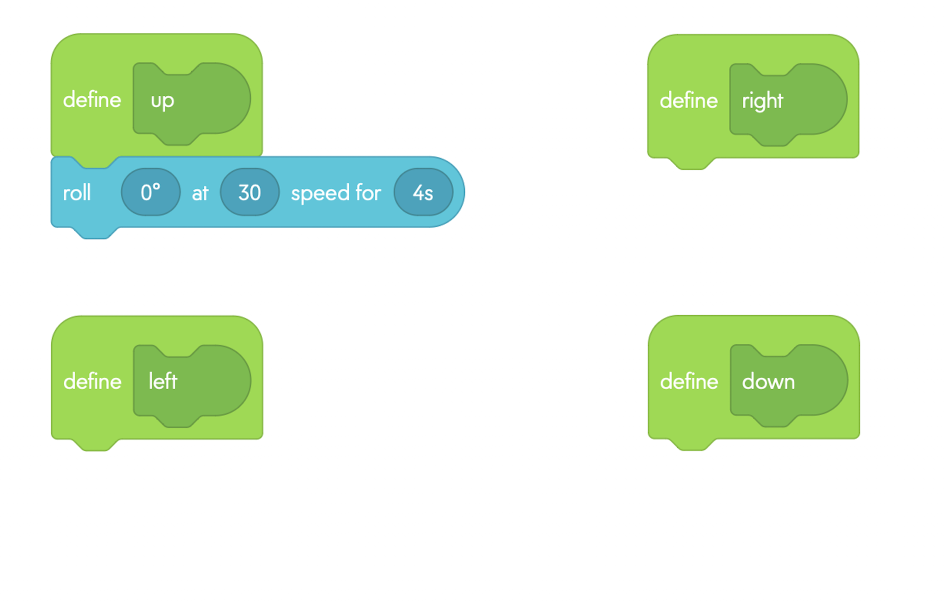 define up
define right
roll 0° at 30 speed for 4s
define left
define down